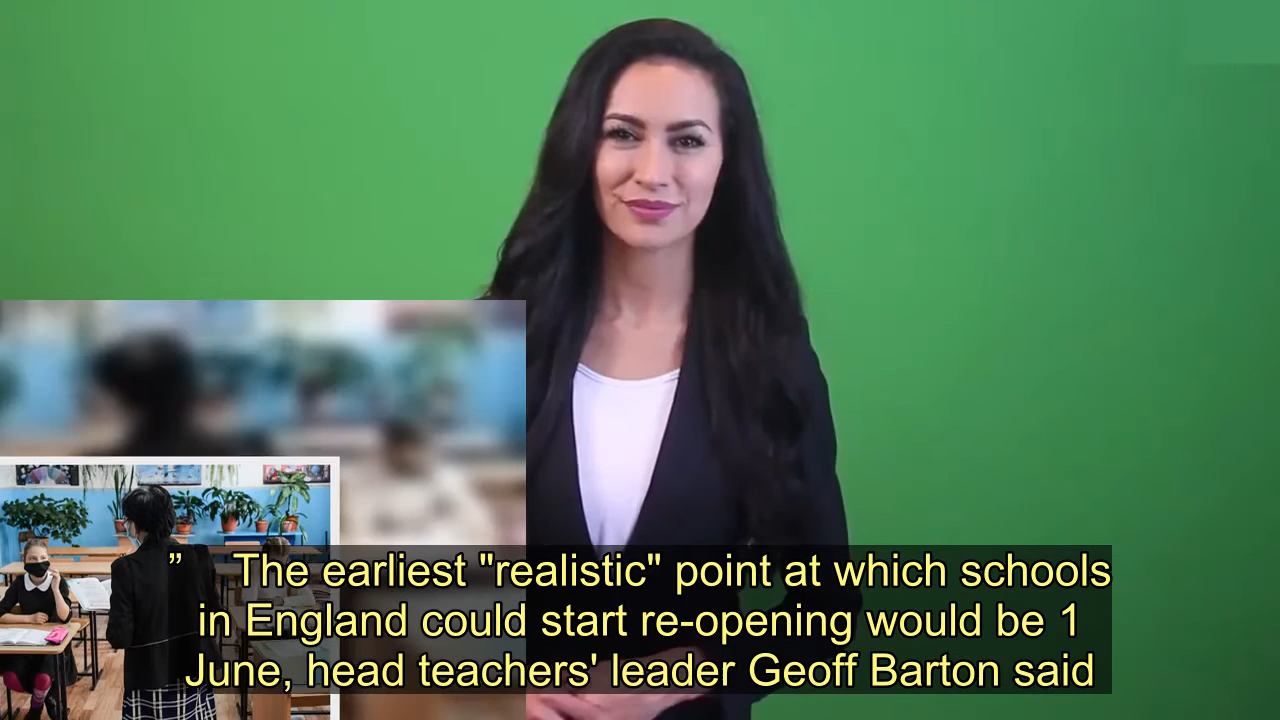 ”    The earliest "realistic" point at which schools
in England could start re-opening would be 1
June, head teachers' leader Geoff Barton said